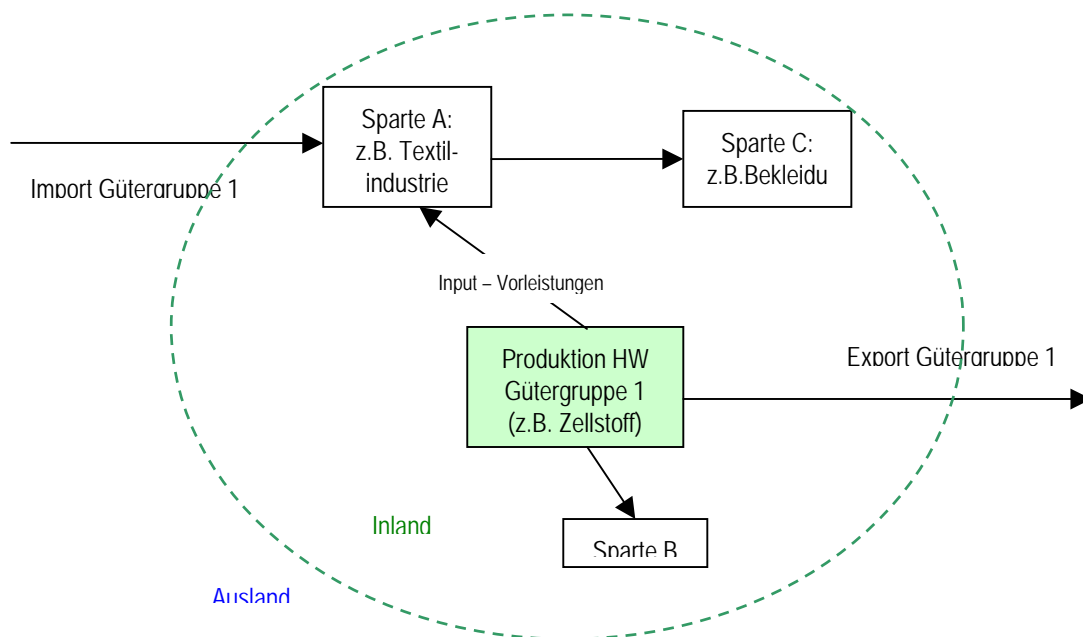 Sparte A:
z.B. Textil-
industrie
Sparte C:
z.B.Bekleidu
Import Gütergruppe 1
Input – Vorleistungen
Produktion HW
Gütergruppe 1
(z.B. Zellstoff)
Export Gütergruppe 1
Inland
Sparte B
Ausland